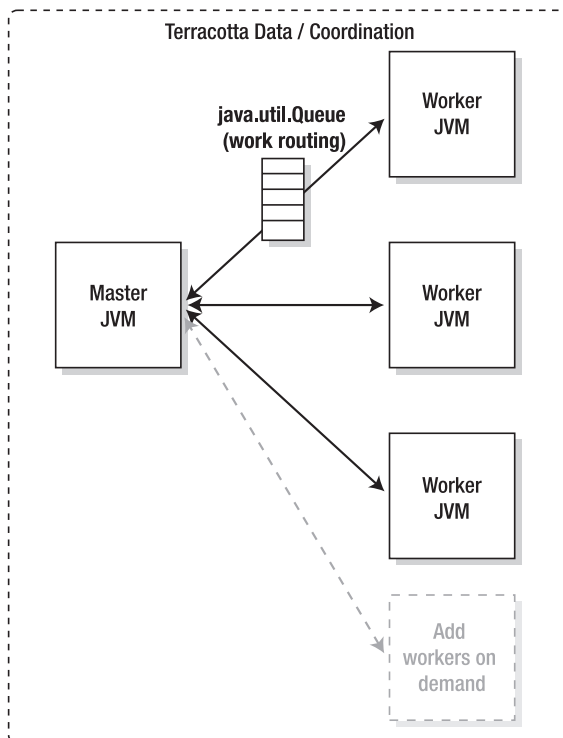 Terracotta Data / Coordination
java.util.Queue
(work routing)
Worker
JVM
Master
JVM
Worker
JVM
Worker
JVM
Add
workers on
demand